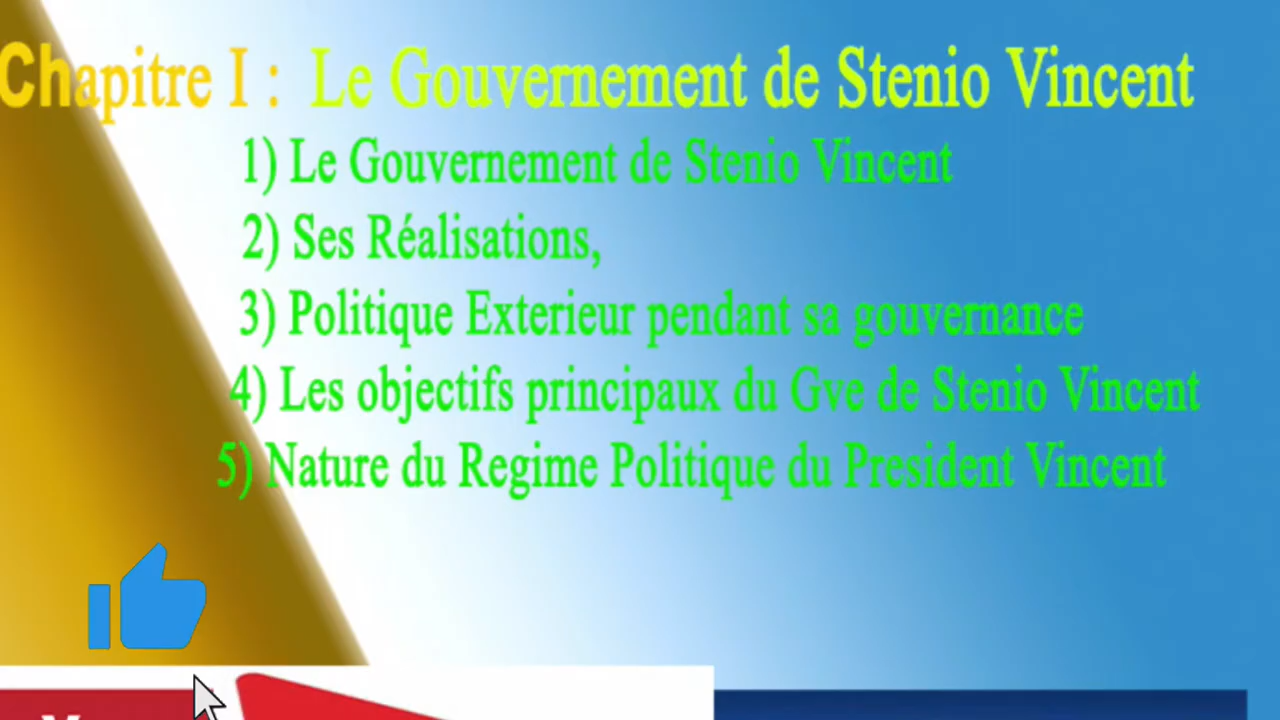 Chapitre I : Le Gouvernement de Stenio Vincent
1) Le Gouvernement de Stenio Vincent
2) Ses Réalisations,
3) Politique Exterieur pendant sa gouvernance
4) Les objectifs principaux du Gve de Stenio Vincent
5) Nature du Regime Politique du President Vincent